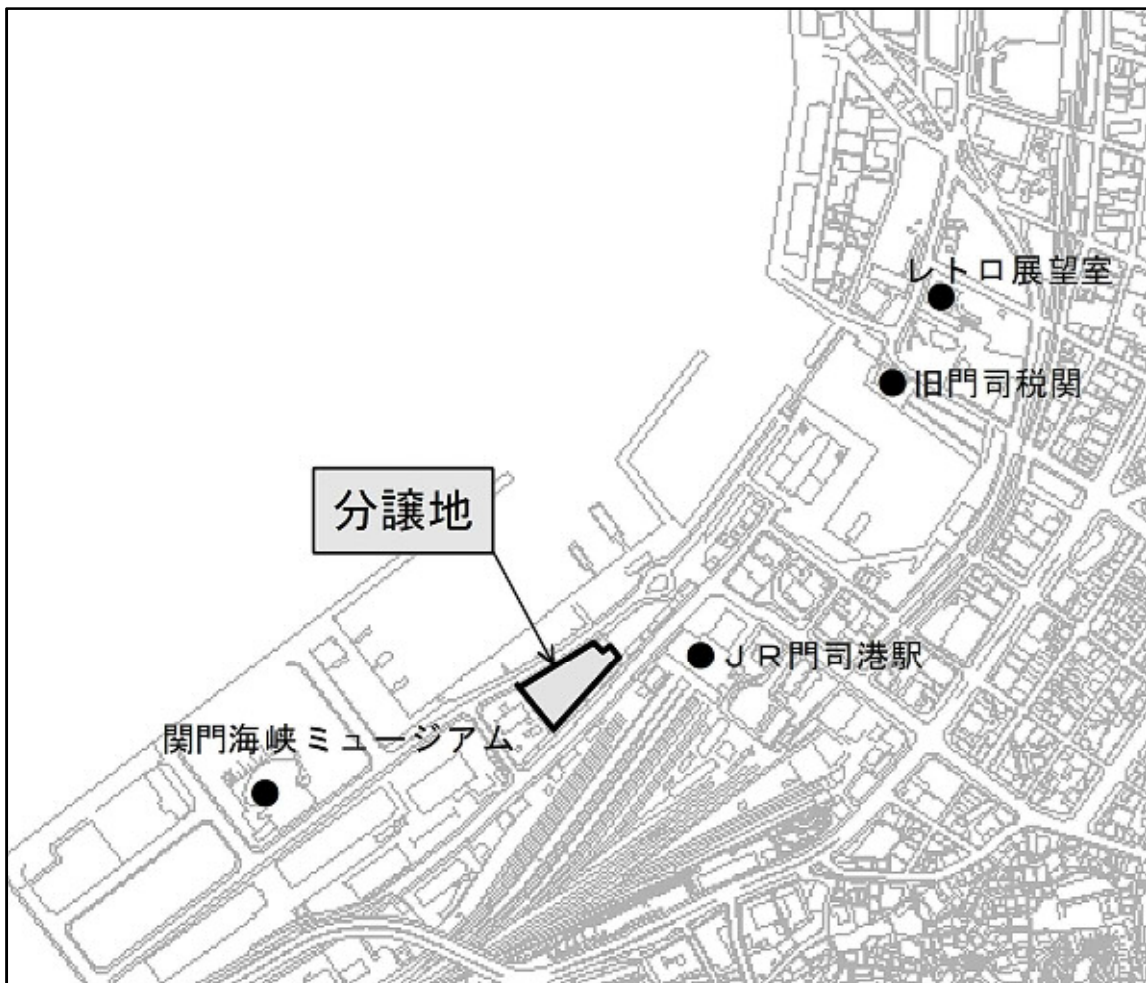 レトロ展望室
旧門司税関
分譲地
ＪＲ門司港駅
関門海峡ミュージアム